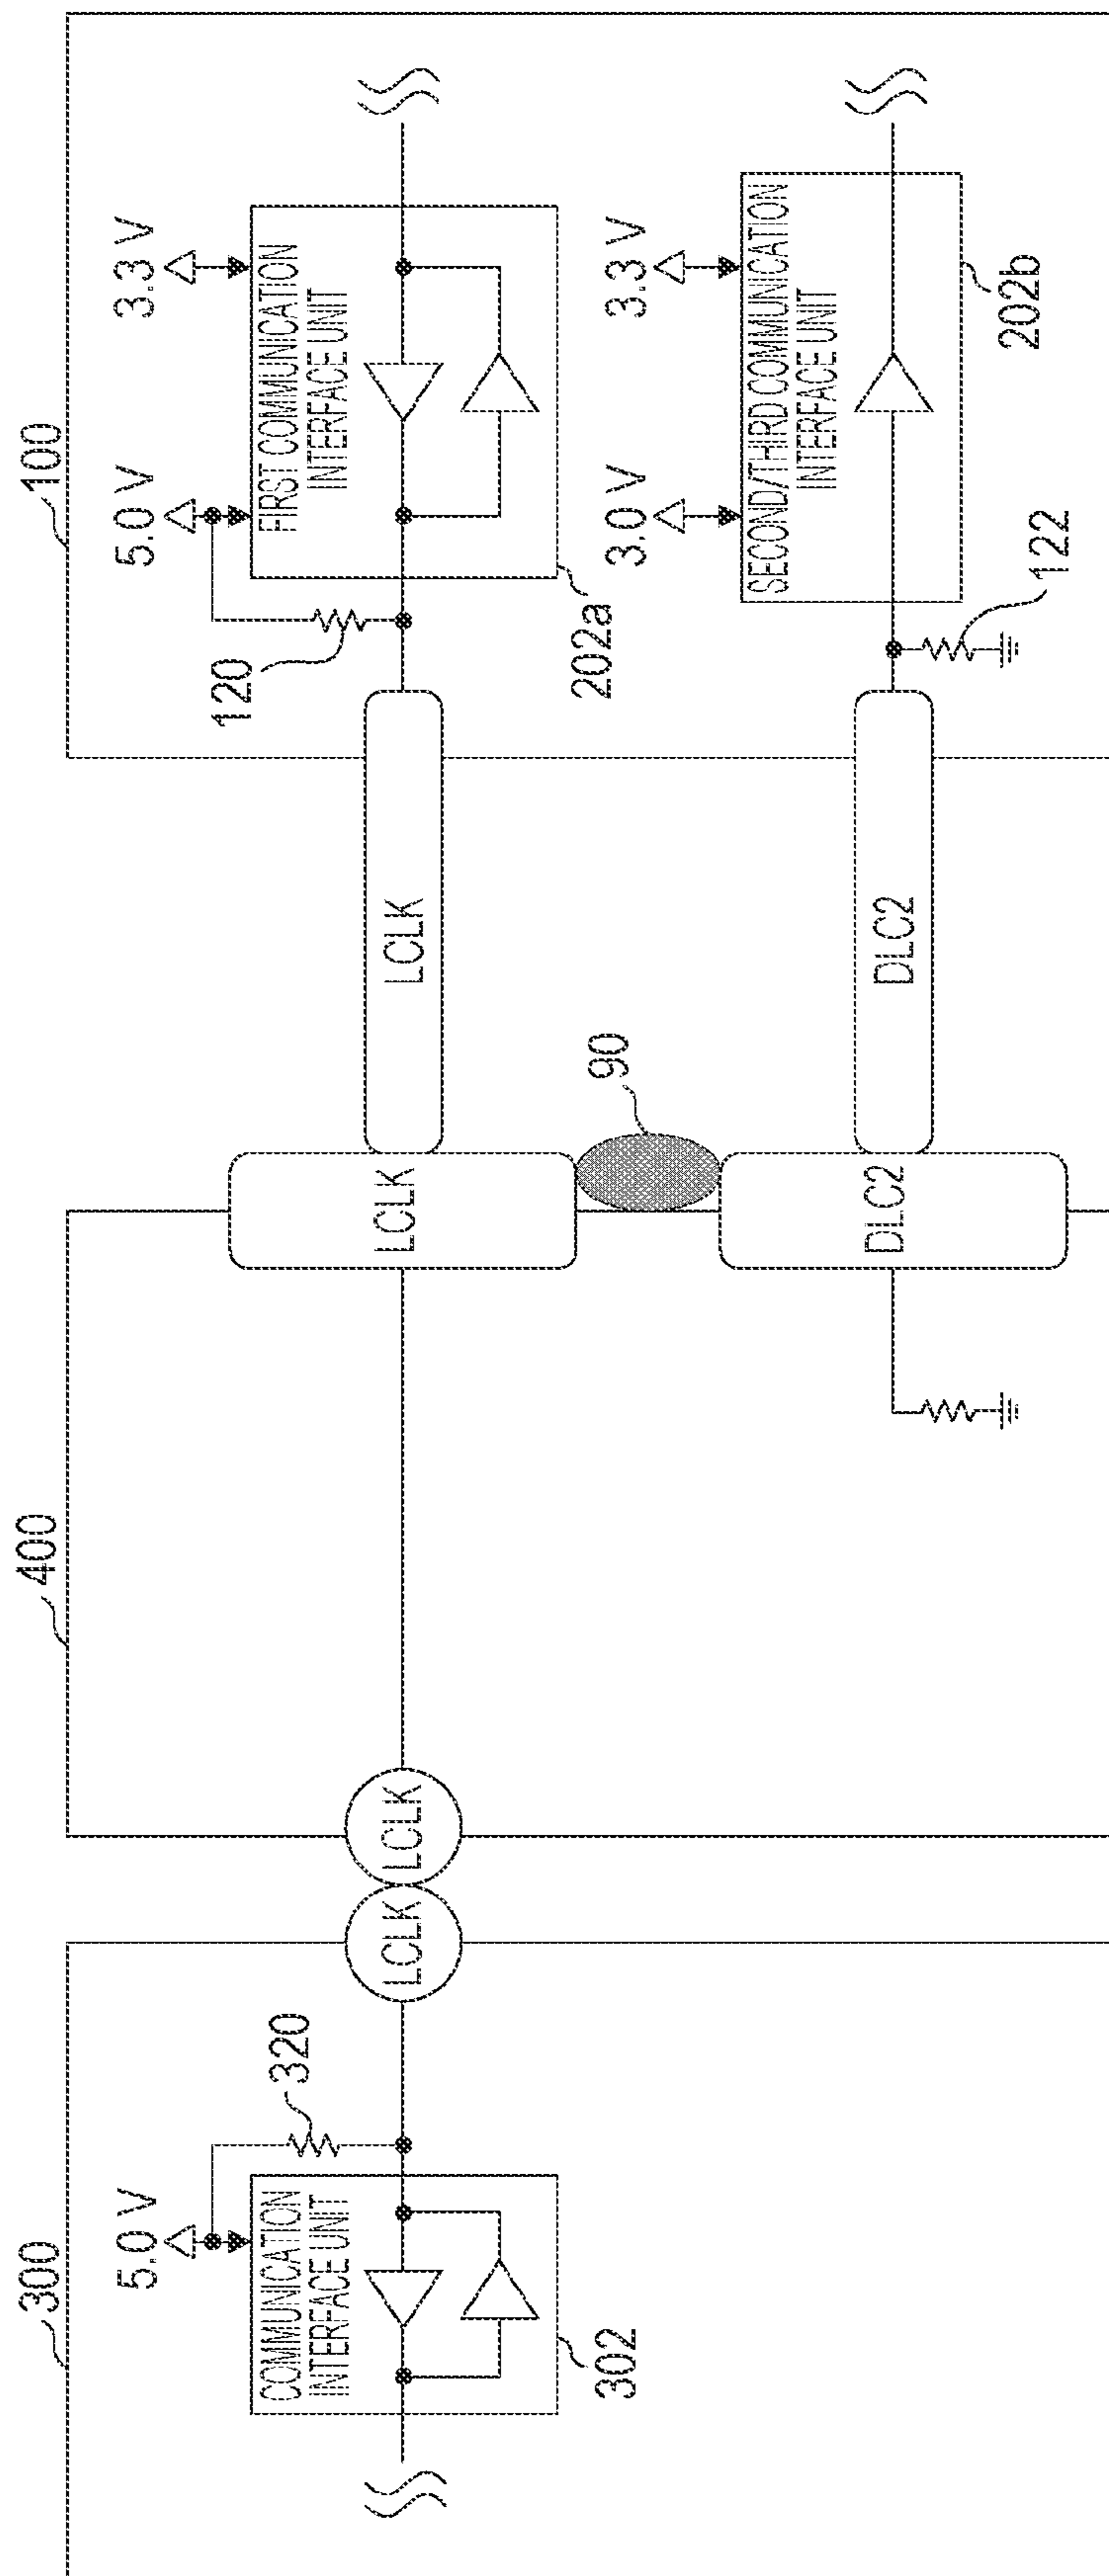 300
5.0 V
COMMUNICATION
INTERFACE UNIT
302
320
LCLK
LCLK
400
LCLK
DLC2
90
LCLK
DLC2
100
5.0 V
3.3 V
120
FIRST COMMUNICATION
INTERFACE UNIT
202a
3.0 V
3.3 V
SECOND/THIRD COMMUNICATION
INTERFACE UNIT
202b
122